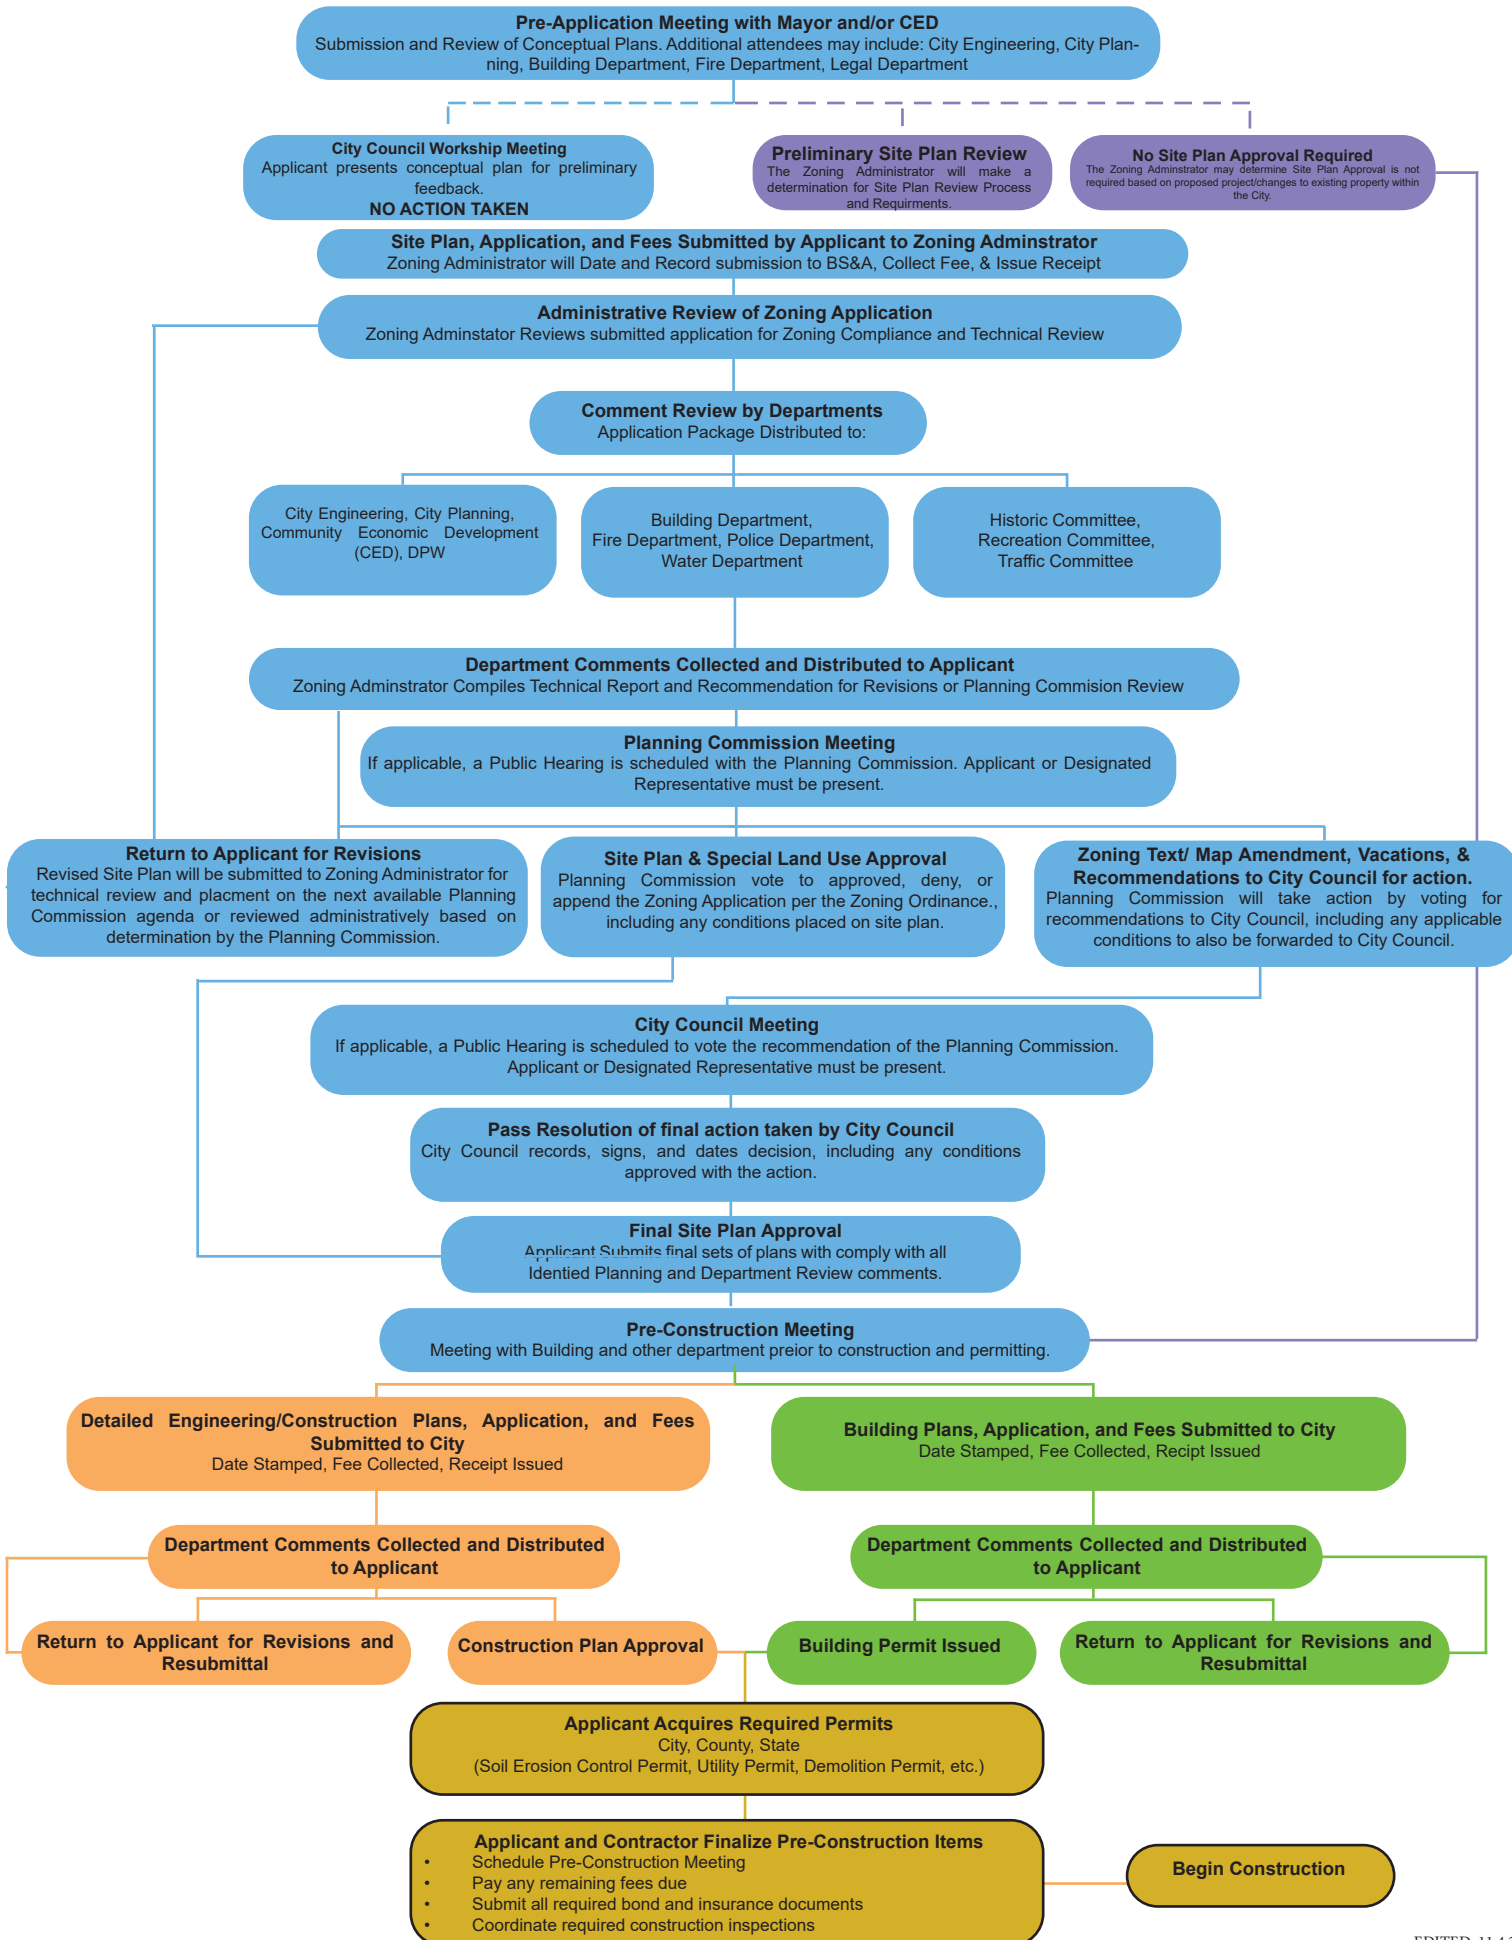 Pre-Application Meeting with Mayor and/or CED
Submission and Review of Conceptual Plans. Additional attendees may include: City Engineering, City Plan-
ning, Building Department, Fire Department, Legal Department
City Council Workship Meeting
Applicant presents conceptual plan for preliminary
feedback.
NO ACTION TAKEN
Preliminary Site Plan Review
The Zoning Administrator will make a
determination for Site Plan Review Process
and Requirments.
No Site Plan Approval Required
The Zoning Adminstrator may determine Site Plan Approval is not
required based on proposed project/changes to existing property within
the City.
Site Plan, Application, and Fees Submitted by Applicant to Zoning Adminstrator
Zoning Administrator will Date and Record submission to BS&A, Collect Fee, & Issue Receipt
Administrative Review of Zoning Application
Zoning Adminstator Reviews submitted application for Zoning Compliance and Technical Review
Comment Review by Departments
Application Package Distributed to:
City Engineering, City Planning,
Community Economic Development
(CED), DPW
Building Department,
Fire Department, Police Department,
Water Department
Historic Committee,
Recreation Committee,
Traffic Committee
Department Comments Collected and Distributed to Applicant
Zoning Adminstrator Compiles Technical Report and Recommendation for Revisions or Planning Commision Review
Planning Commission Meeting
If applicable, a Public Hearing is scheduled with the Planning Commission. Applicant or Designated
Representative must be present.
Return to Applicant for Revisions
Revised Site Plan will be submitted to Zoning Administrator for
technical review and placment on the next available Planning
Commission agenda or reviewed administratively based on
determination by the Planning Commission.
Site Plan & Special Land Use Approval
Planning Commission vote to approved, deny, or
append the Zoning Application per the Zoning Ordinance.,
including any conditions placed on site plan.
Zoning Text/ Map Amendment, Vacations, &
Recommendations to City Council for action.
Planning Commission will take action by voting for
recommendations to City Council, including any applicable
conditions to also be forwarded to City Council.
City Council Meeting
If applicable, a Public Hearing is scheduled to vote the recommendation of the Planning Commission.
Applicant or Designated Representative must be present.
Pass Resolution of final action taken by City Council
City Council records, signs, and dates decision, including any conditions
approved with the action.
Final Site Plan Approval
Applicant Submits final sets of plans with comply with all
Identied Planning and Department Review comments.
Pre-Construction Meeting
Meeting with Building and other department preior to construction and permitting.
Detailed Engineering/Construction Plans, Application, and Fees
Submitted to City
Date Stamped, Fee Collected, Receipt Issued
Building Plans, Application, and Fees Submitted to City
Date Stamped, Fee Collected, Recipt Issued
Department Comments Collected and Distributed
to Applicant
Department Comments Collected and Distributed
to Applicant
Return to Applicant for Revisions and
Resubmittal
Construction Plan Approval
Building Permit Issued
Return to Applicant for Revisions and
Resubmittal
Applicant Acquires Required Permits
City, County, State
(Soil Erosion Control Permit, Utility Permit, Demolition Permit, etc.)
Applicant and Contractor Finalize Pre-Construction Items
• Schedule Pre-Construction Meeting
• Pay any remaining fees due
• Submit all required bond and insurance documents
• Coordinate required construction inspections
Begin Construction